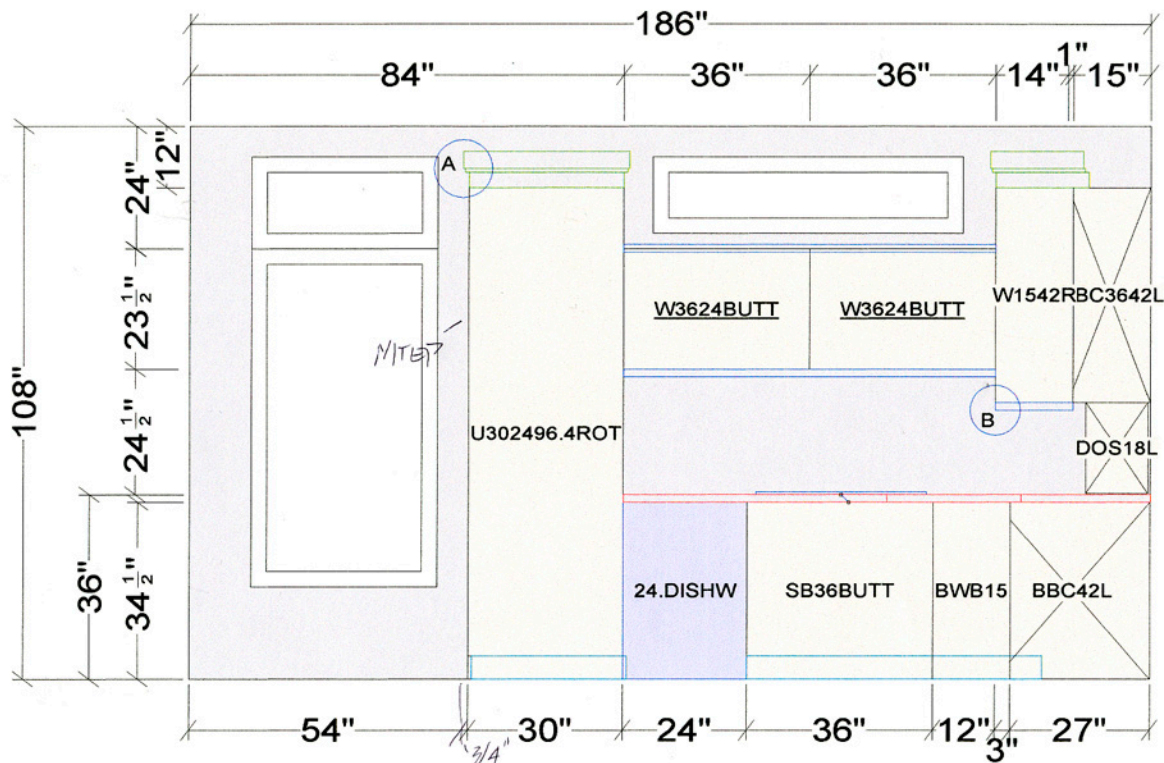 186"
84" 36" 36" 14" 1" 15"
12"
24"
A
23 1/2"
W3624BUTT W3624BUTT W1542R BC3642L
108"
24 1/2"
U302496.4ROT B
DOS18L
36"
34 1/2"
24.DISHW SB36BUTT BWB15 BBC42L
54" 3/4" 30" 24" 36" 12" 3" 27"